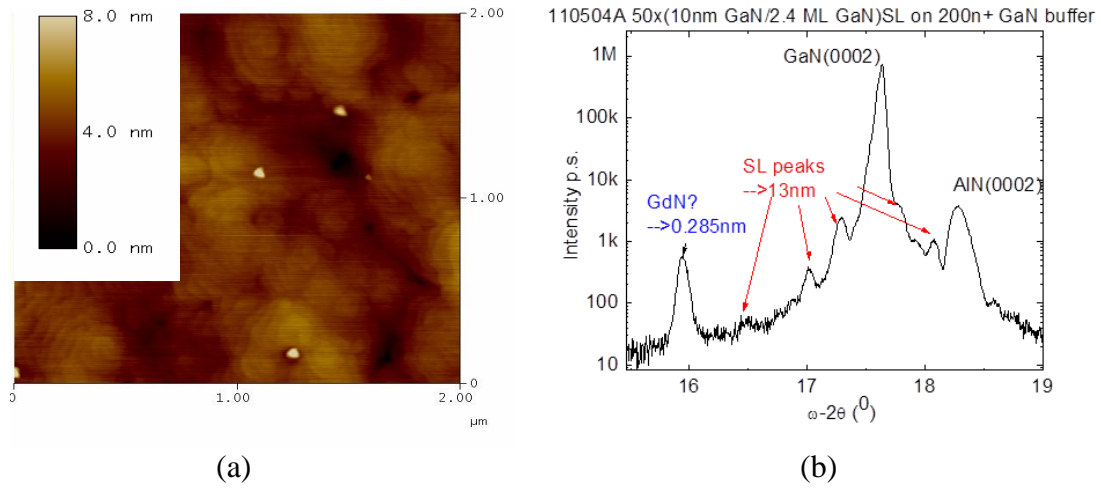 8.0 nm
4.0 nm
0.0 nm
2.00
1.00
0
0
1.00
2.00
µm
(a)
110504A 50x(10nm GaN/2.4 ML GaN)SL on 200n+ GaN buffer
1M
100k
10k
1k
100
10
Intensity p.s.
GaN(0002)
SL peaks
-->13nm
AlN(0002)
GdN?
-->0.285nm
16
17
18
19
ω-2θ (⁰)
(b)